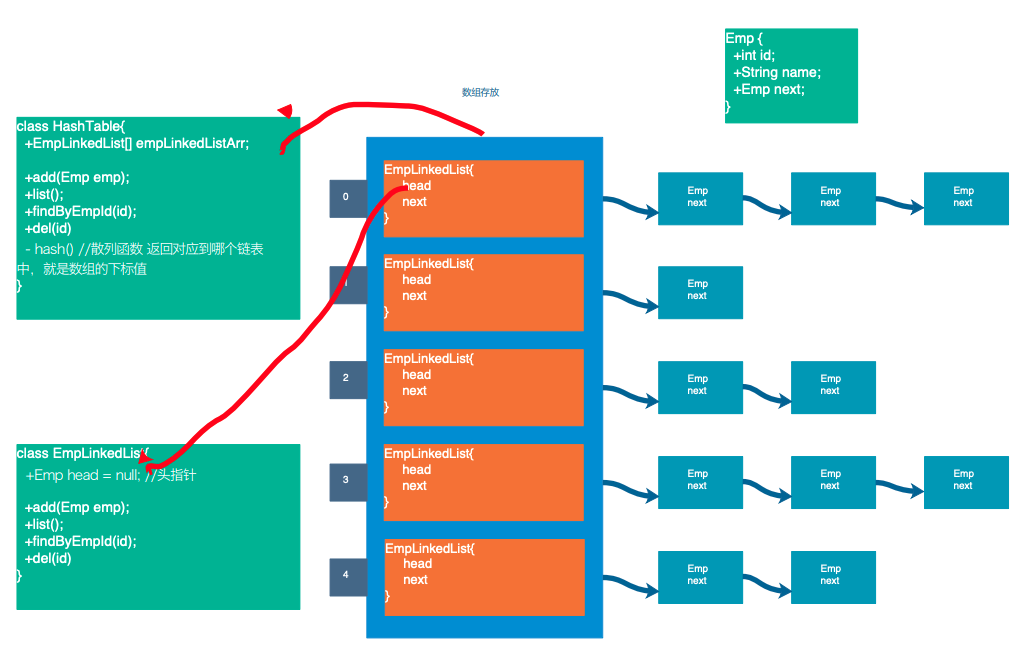 数组存放
Emp {
+int id;
+String name;
+Emp next;
}
class HashTable{
+EmpLinkedList[] empLinkedListArr;
+add(Emp emp);
+list();
+findByEmpId(id);
+del(id)
- hash() //散列函数 返回对应到哪个链表
中，就是数组的下标值
}
0
EmpLinkedList{
head
next
}
Emp
next
Emp
next
Emp
next
1
EmpLinkedList{
head
next
}
Emp
next
2
EmpLinkedList{
head
next
}
Emp
next
Emp
next
class EmpLinkedList{
+Emp head = null; //头指针
+add(Emp emp);
+list();
+findByEmpId(id);
+del(id)
}
3
EmpLinkedList{
head
next
}
Emp
next
Emp
next
Emp
next
4
EmpLinkedList{
head
next
}
Emp
next
Emp
next